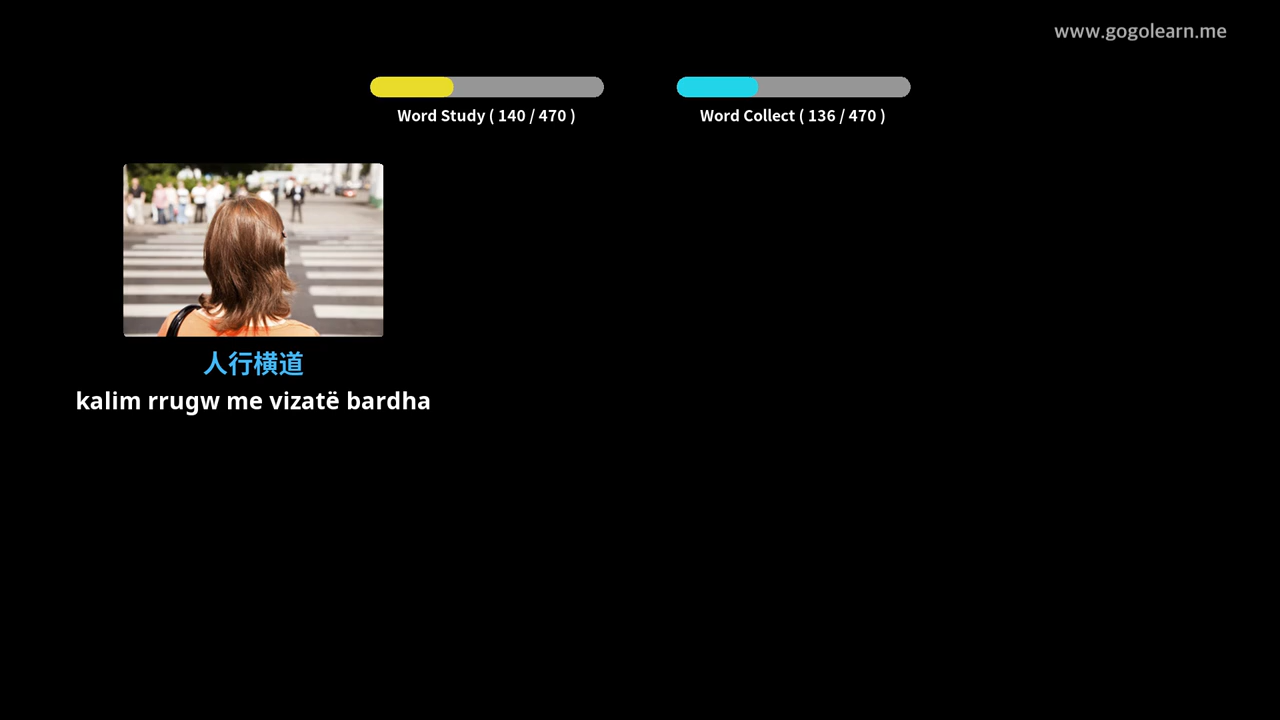 www.gogolearn.me
Word Study ( 140 / 470 )
Word Collect ( 136 / 470 )
人行横道
kalim rrugw me vizatë bardha